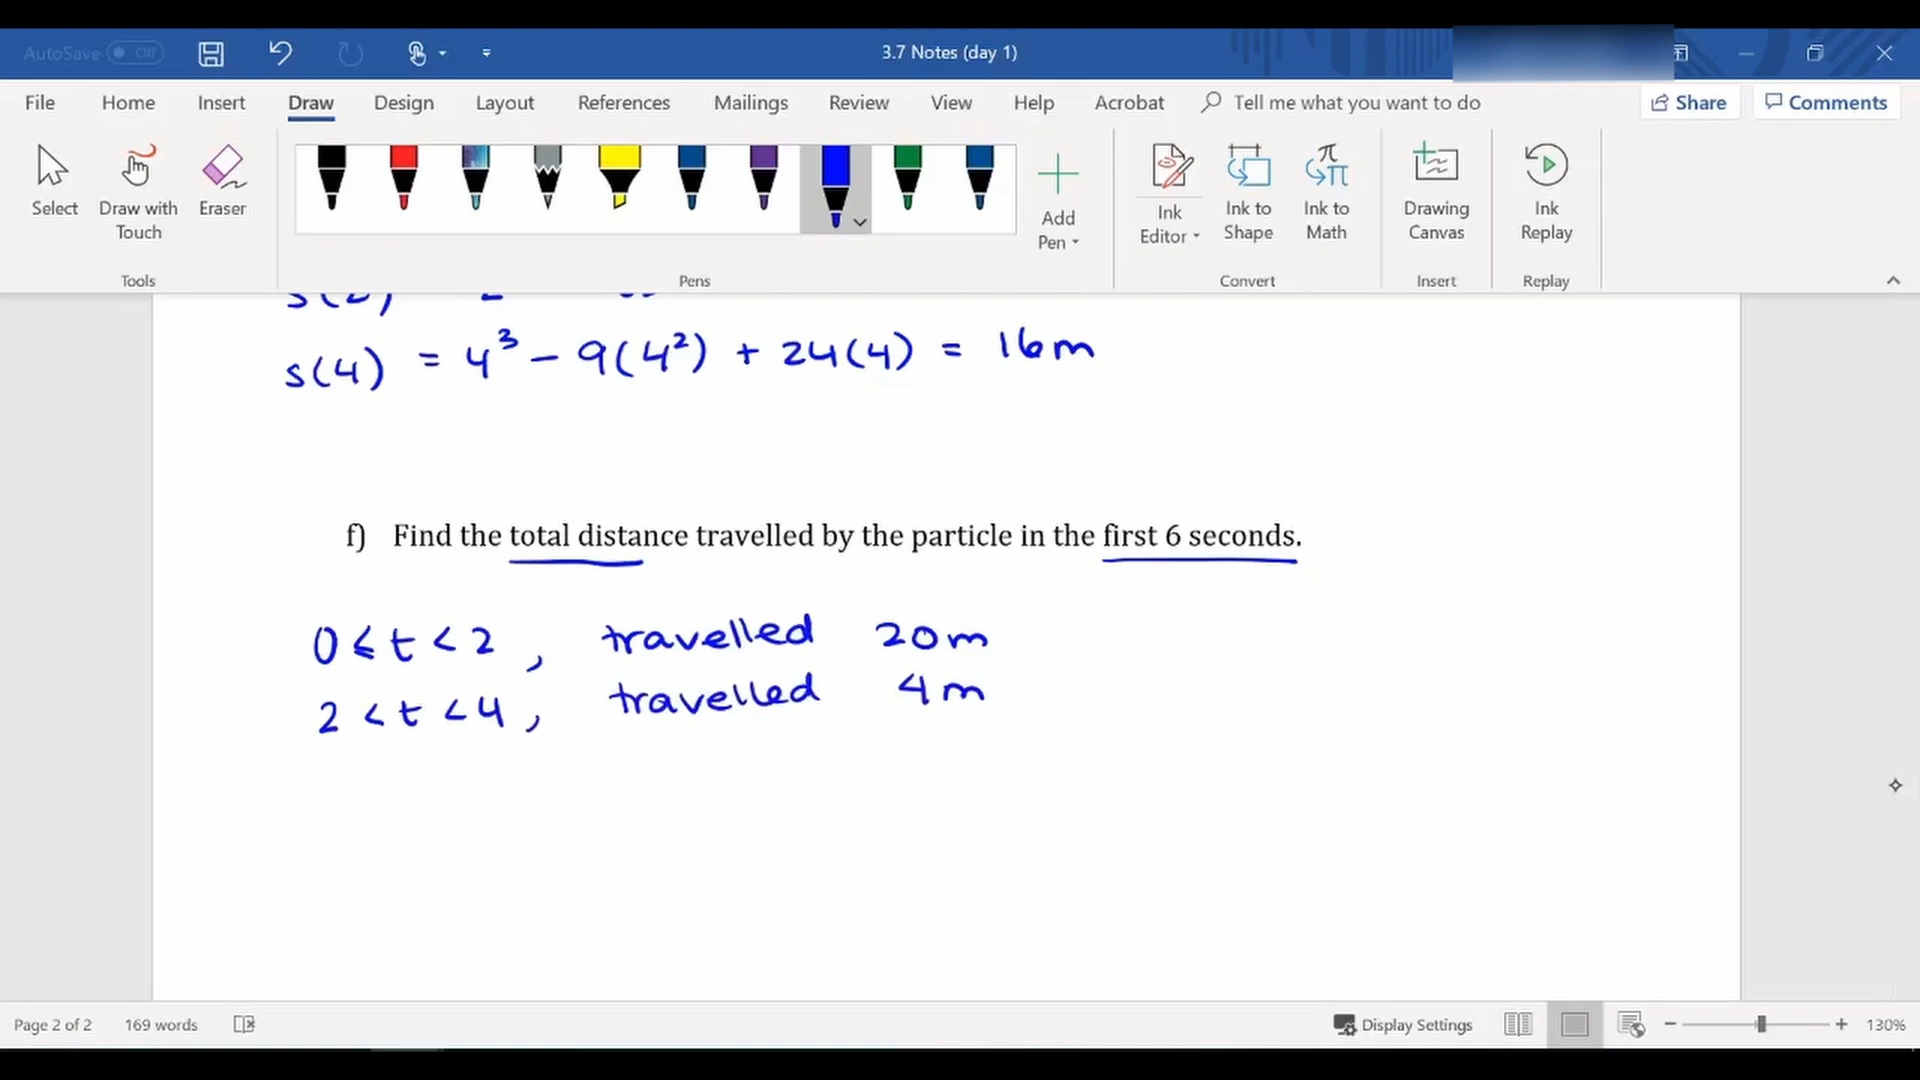 AutoSave Off 3.7 Notes (day 1)
File Home Insert Draw Design Layout References Mailings Review View Help Acrobat Tell me what you want to do Share Comments
Select Draw with Touch Eraser Add Pen Ink Editor Ink to Shape Ink to Math Drawing Canvas Ink Replay
Tools Pens Convert Insert Replay
s(2)
s(4) = 4³ - 9(4²) + 24(4) = 16m
f) Find the total distance travelled by the particle in the first 6 seconds.
0 ≤ t < 2, travelled 20m
2 < t < 4, travelled 4m
Page 2 of 2 169 words Display Settings 130%